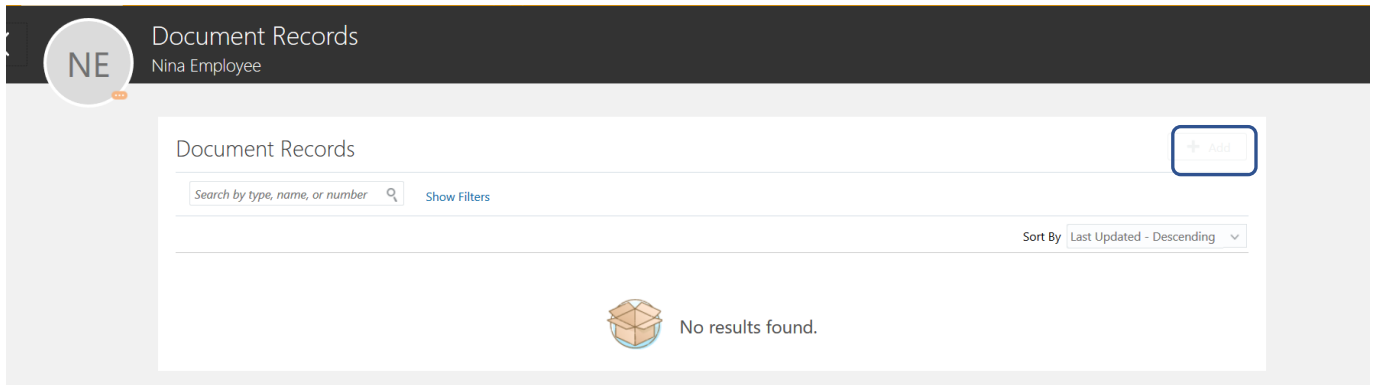 NE
Document Records
Nina Employee
Document Records
+ Add
Search by type, name, or number
Show Filters
Sort By Last Updated - Descending
No results found.